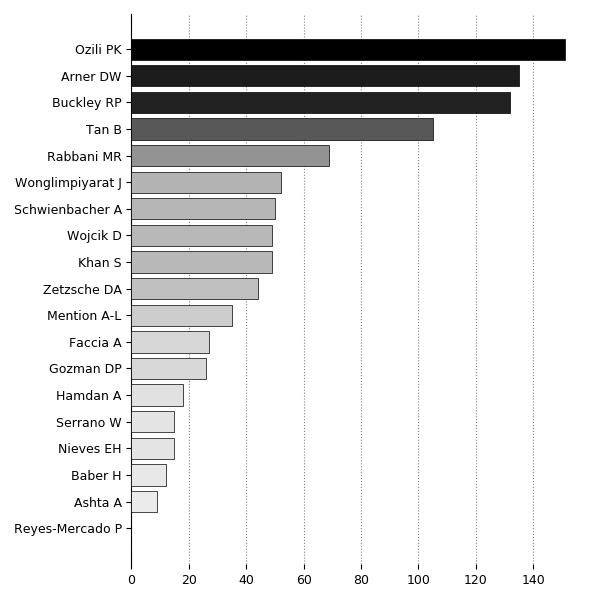 Ozili PK
Arner DW
Buckley RP
Tan B
Rabbani MR
Wonglimpiyarat J
Schwienbacher A
Wojcik D
Khan S
Zetzsche DA
Mention A-L
Faccia A
Gozman DP
Hamdan A
Serrano W
Nieves EH
Baber H
Ashta A
Reyes-Mercado P
0 20 40 60 80 100 120 140